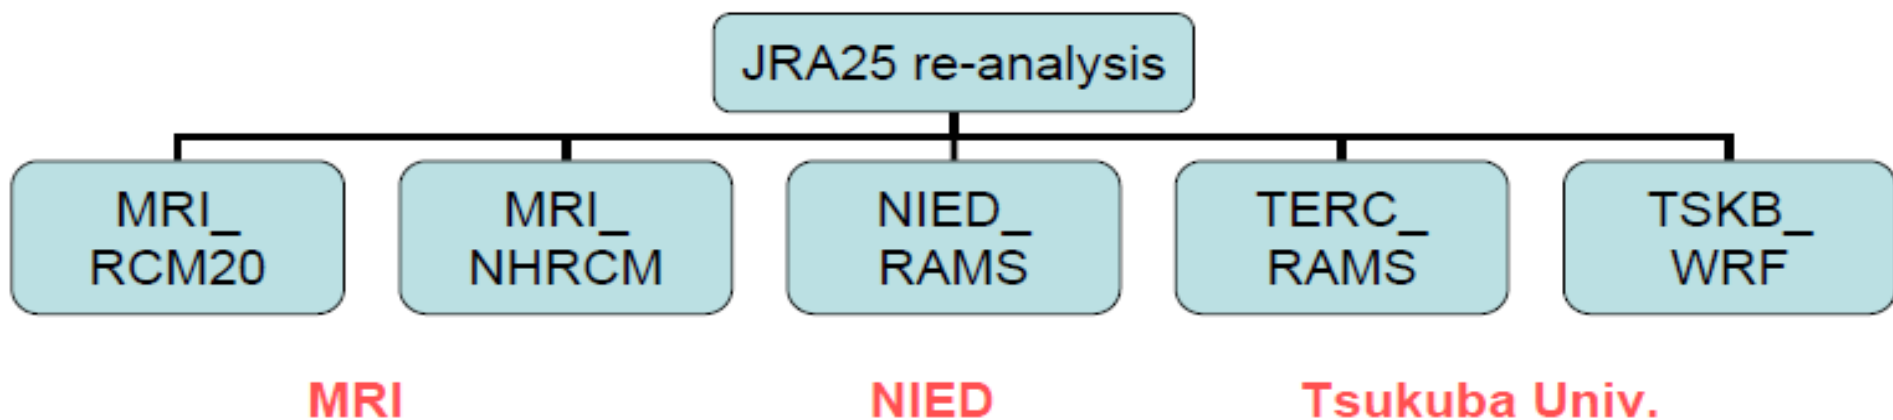 JRA25 re-analysis
MRI_
RCM20
MRI_
NHRCM
NIED_
RAMS
TERC_
RAMS
TSKB_
WRF
MRI
NIED
Tsukuba Univ.